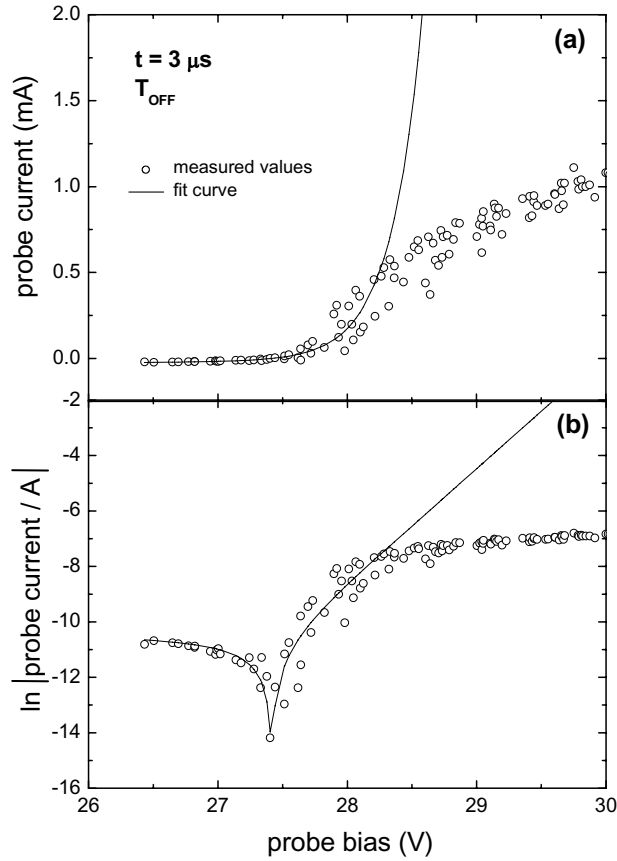 2.0
(a)
t = 3 μs
T_OFF
1.5
measured values
fit curve
1.0
probe current (mA)
0.5
0.0
-2
(b)
-4
-6
-8
ln |probe current / A|
-10
-12
-14
-16
26 27 28 29 30
probe bias (V)